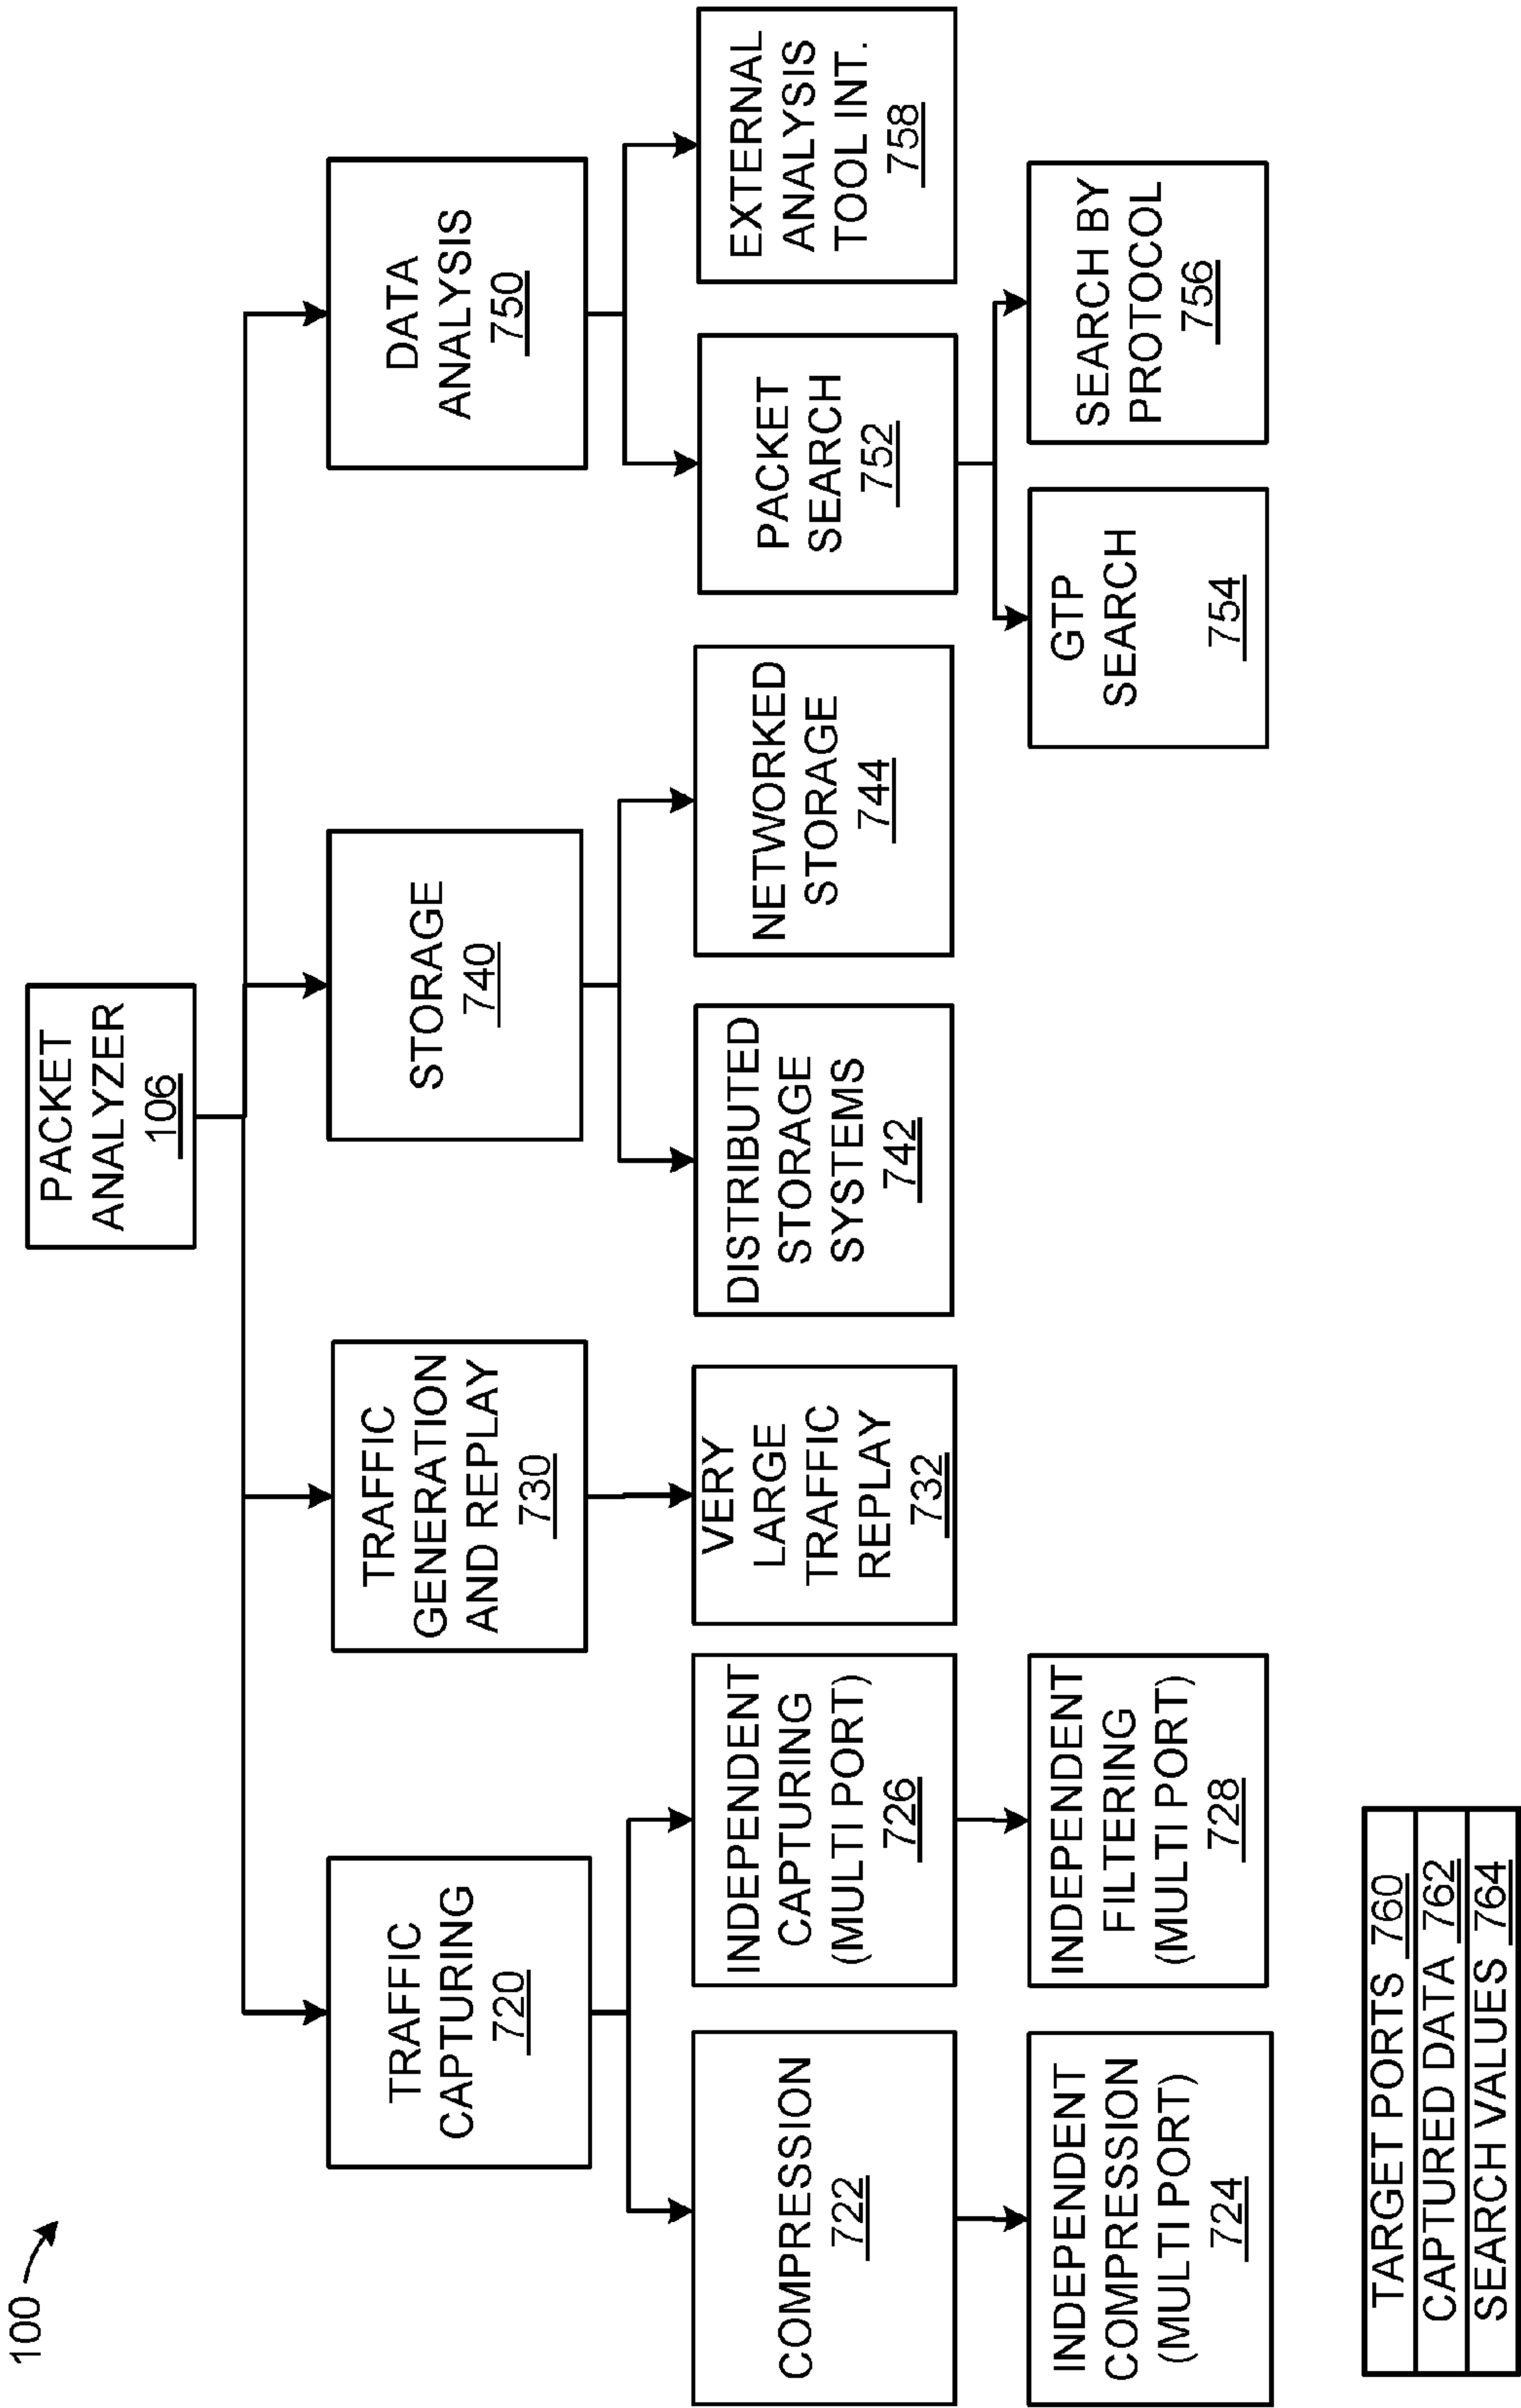 100
PACKET
ANALYZER
106
TRAFFIC
CAPTURING
720
TRAFFIC
GENERATION
AND REPLAY
730
STORAGE
740
DATA
ANALYSIS
750
COMPRESSION
722
INDEPENDENT
CAPTURING
(MULTI PORT)
726
VERY
LARGE
TRAFFIC
REPLAY
732
DISTRIBUTED
STORAGE
SYSTEMS
742
NETWORKED
STORAGE
744
PACKET
SEARCH
752
EXTERNAL
ANALYSIS
TOOL INT.
758
INDEPENDENT
COMPRESSION
(MULTI PORT)
724
INDEPENDENT
FILTERING
(MULTI PORT)
728
GTP
SEARCH
754
SEARCH BY
PROTOCOL
756
TARGET PORTS 760
CAPTURED DATA 762
SEARCH VALUES 764